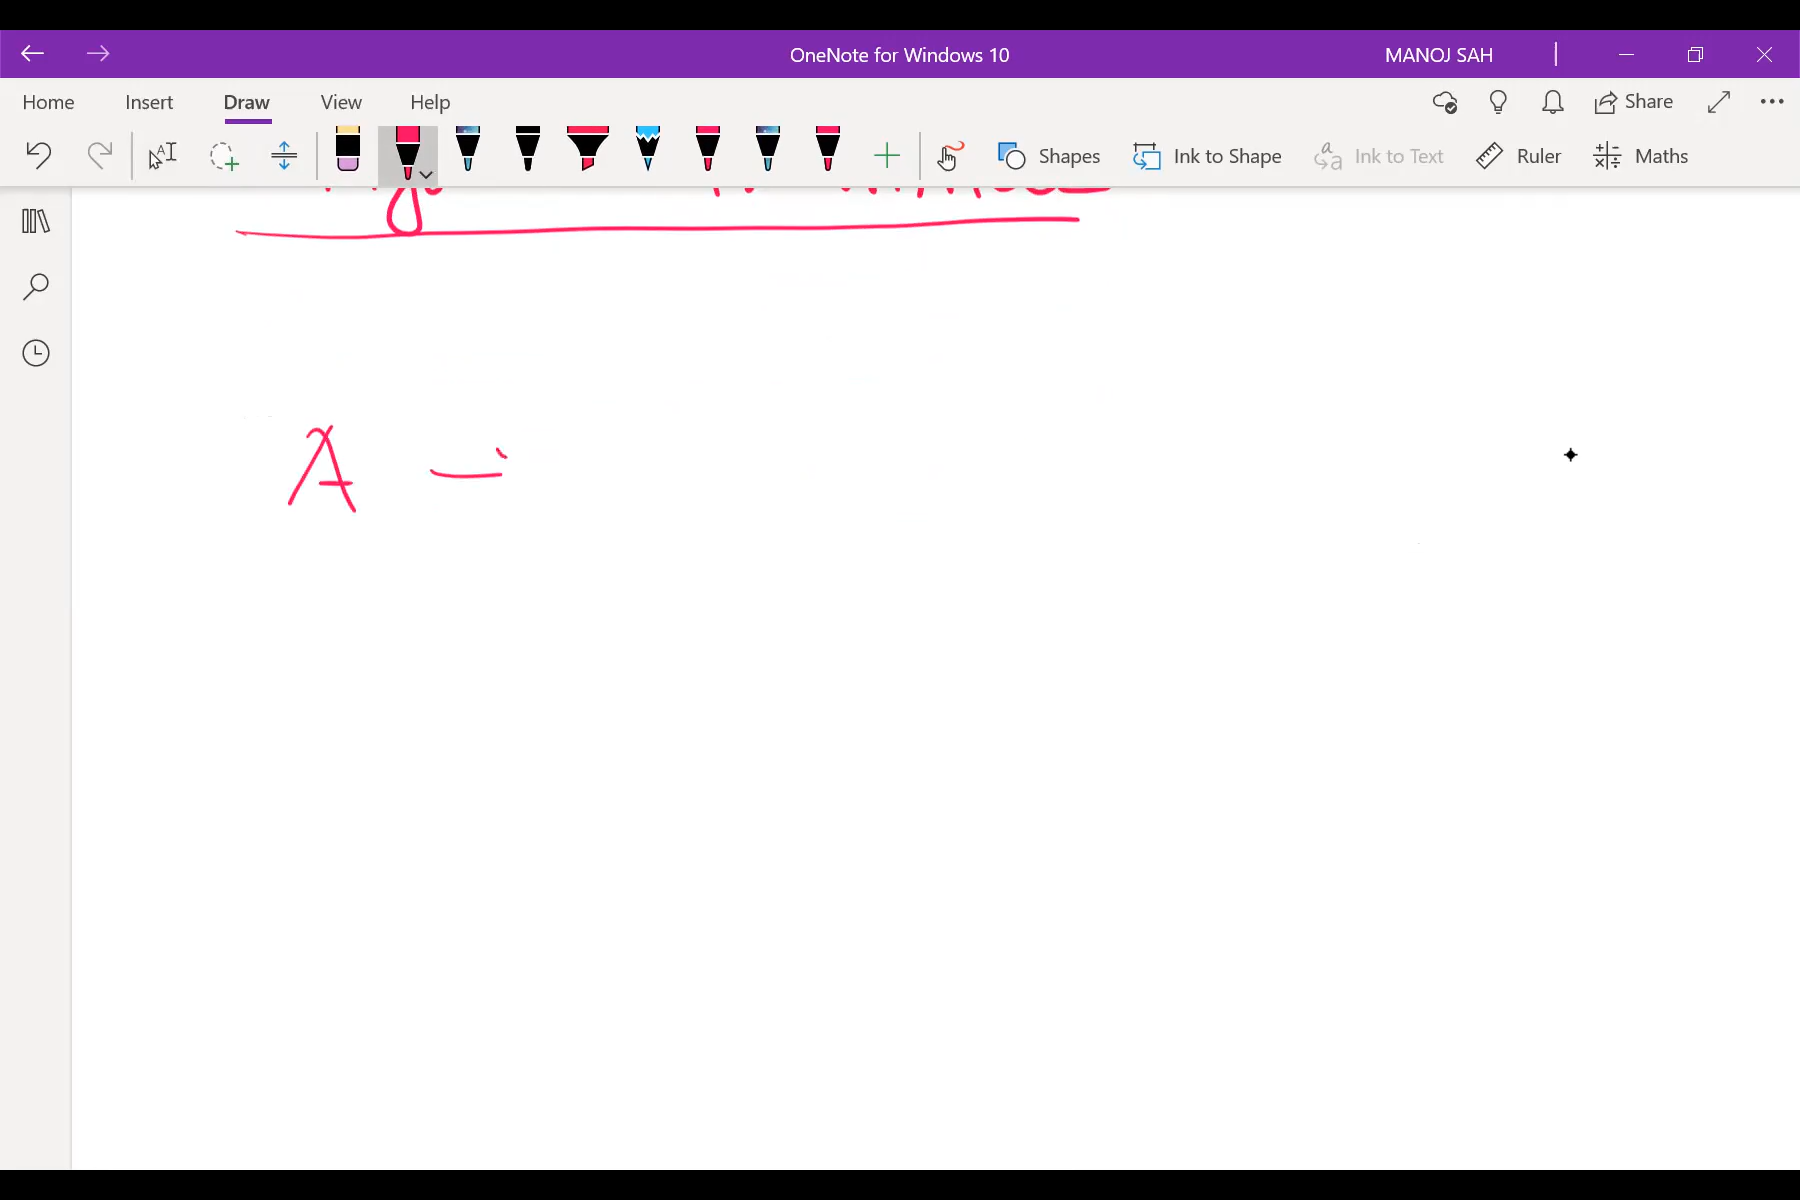 OneNote for Windows 10 MANOJ SAH
Home Insert Draw View Help Share
Shapes Ink to Shape Ink to Text Ruler Maths
A –